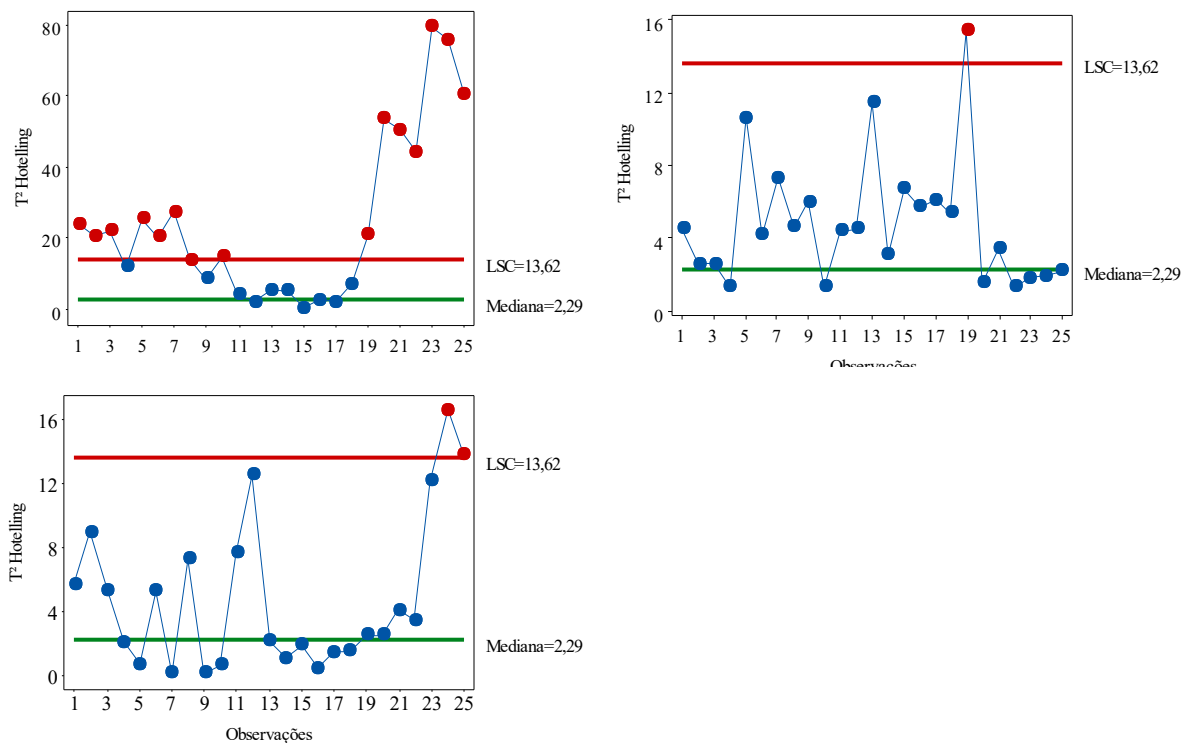 80
60
40
20
0
T² Hotelling
LSC=13,62
Mediana=2,29
1 3 5 7 9 11 13 15 17 19 21 23 25
16
12
8
4
0
T² Hotelling
LSC=13,62
Mediana=2,29
1 3 5 7 9 11 13 15 17 19 21 23 25
Observações
16
12
8
4
0
T² Hotelling
LSC=13,62
Mediana=2,29
1 3 5 7 9 11 13 15 17 19 21 23 25
Observações